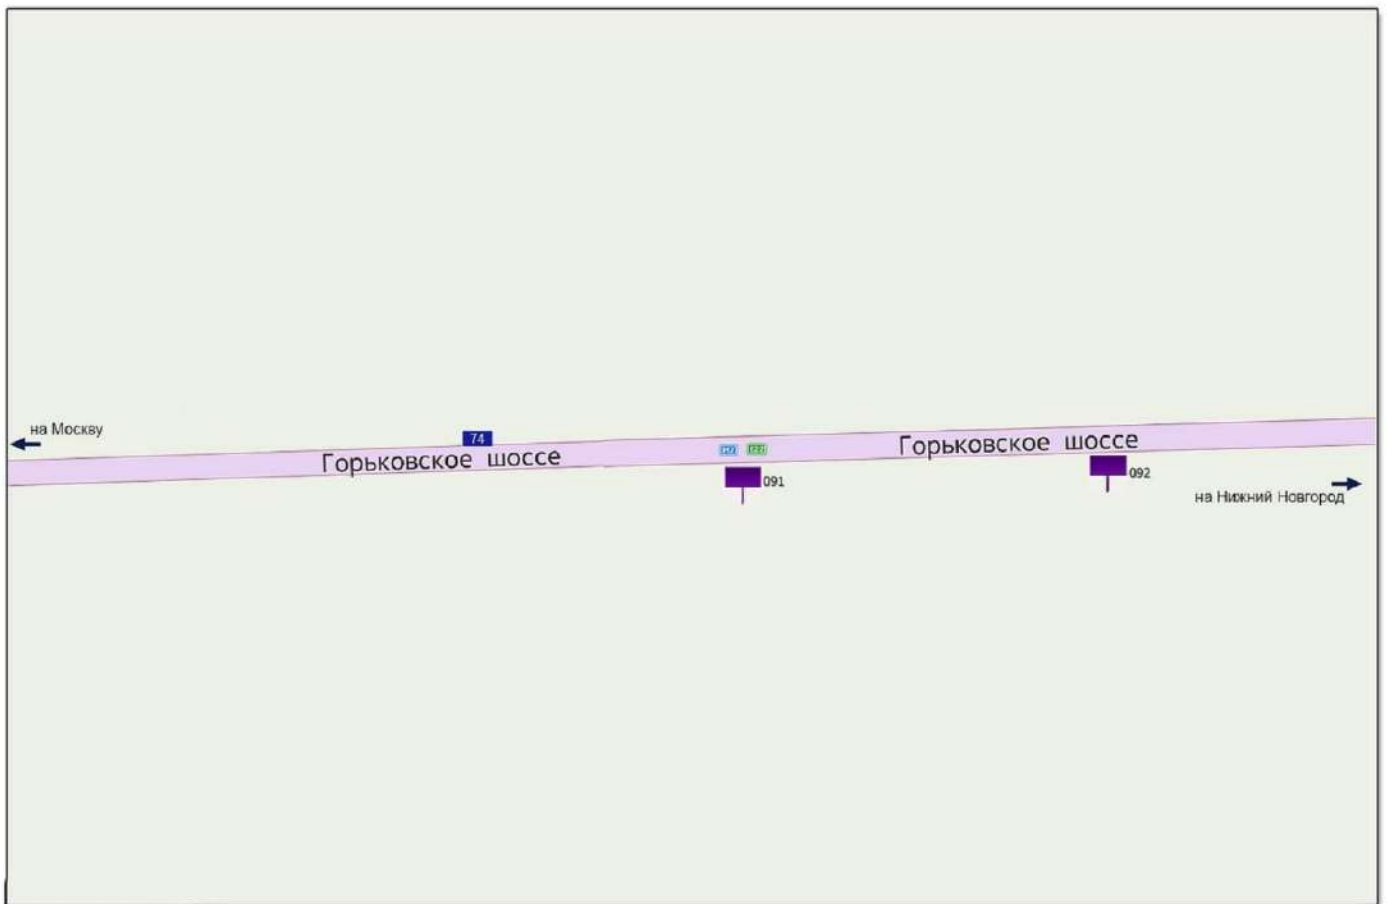 на Москву
74
Горьковское шоссе
Горьковское шоссе
091
092
на Нижний Новгород